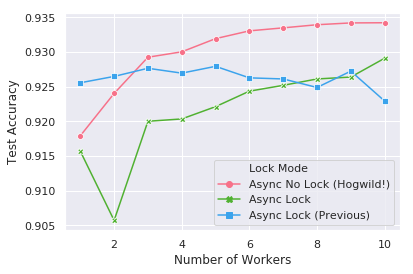 0.935
0.930
0.925
0.920
0.915
0.910
0.905
Test Accuracy
Lock Mode
Async No Lock (Hogwild!)
Async Lock
Async Lock (Previous)
2 4 6 8 10
Number of Workers